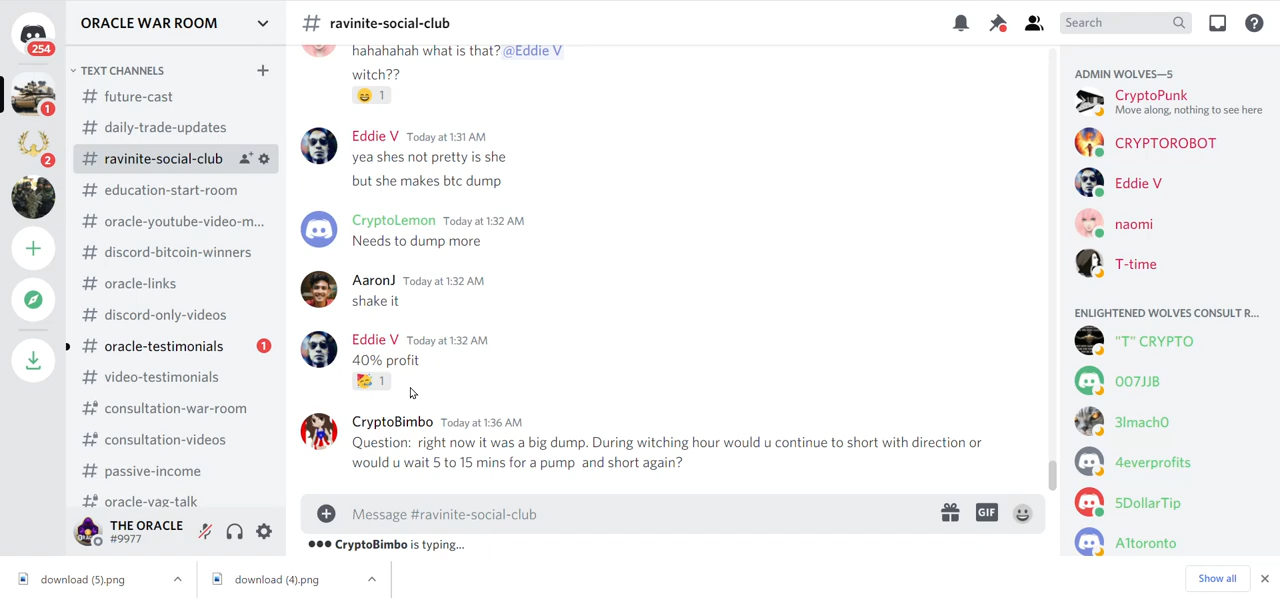 254
1
2
ORACLE WAR ROOM
TEXT CHANNELS
# future-cast
# daily-trade-updates
# ravinite-social-club
# education-start-room
# oracle-youtube-video-m...
# discord-bitcoin-winners
# oracle-links
# discord-only-videos
# oracle-testimonials 1
# video-testimonials
# consultation-war-room
# consultation-videos
# passive-income
# oracle-vag-talk
THE ORACLE
#9977
# ravinite-social-club
Search
hahahahah what is that? @Eddie V
witch??
1
Eddie V Today at 1:31 AM
yea shes not pretty is she
but she makes btc dump
CryptoLemon Today at 1:32 AM
Needs to dump more
AaronJ Today at 1:32 AM
shake it
Eddie V Today at 1:32 AM
40% profit
1
CryptoBimbo Today at 1:36 AM
Question: right now it was a big dump. During witching hour would u continue to short with direction or
would u wait 5 to 15 mins for a pump and short again?
Message #ravinite-social-club
GIF
CryptoBimbo is typing...
ADMIN WOLVES—5
CryptoPunk
Move along, nothing to see here
CRYPTOROBOT
Eddie V
naomi
T-time
ENLIGHTENED WOLVES CONSULT R...
"T" CRYPTO
007JJB
3lmach0
4everprofits
5DollarTip
A1toronto
download (5).png
download (4).png
Show all